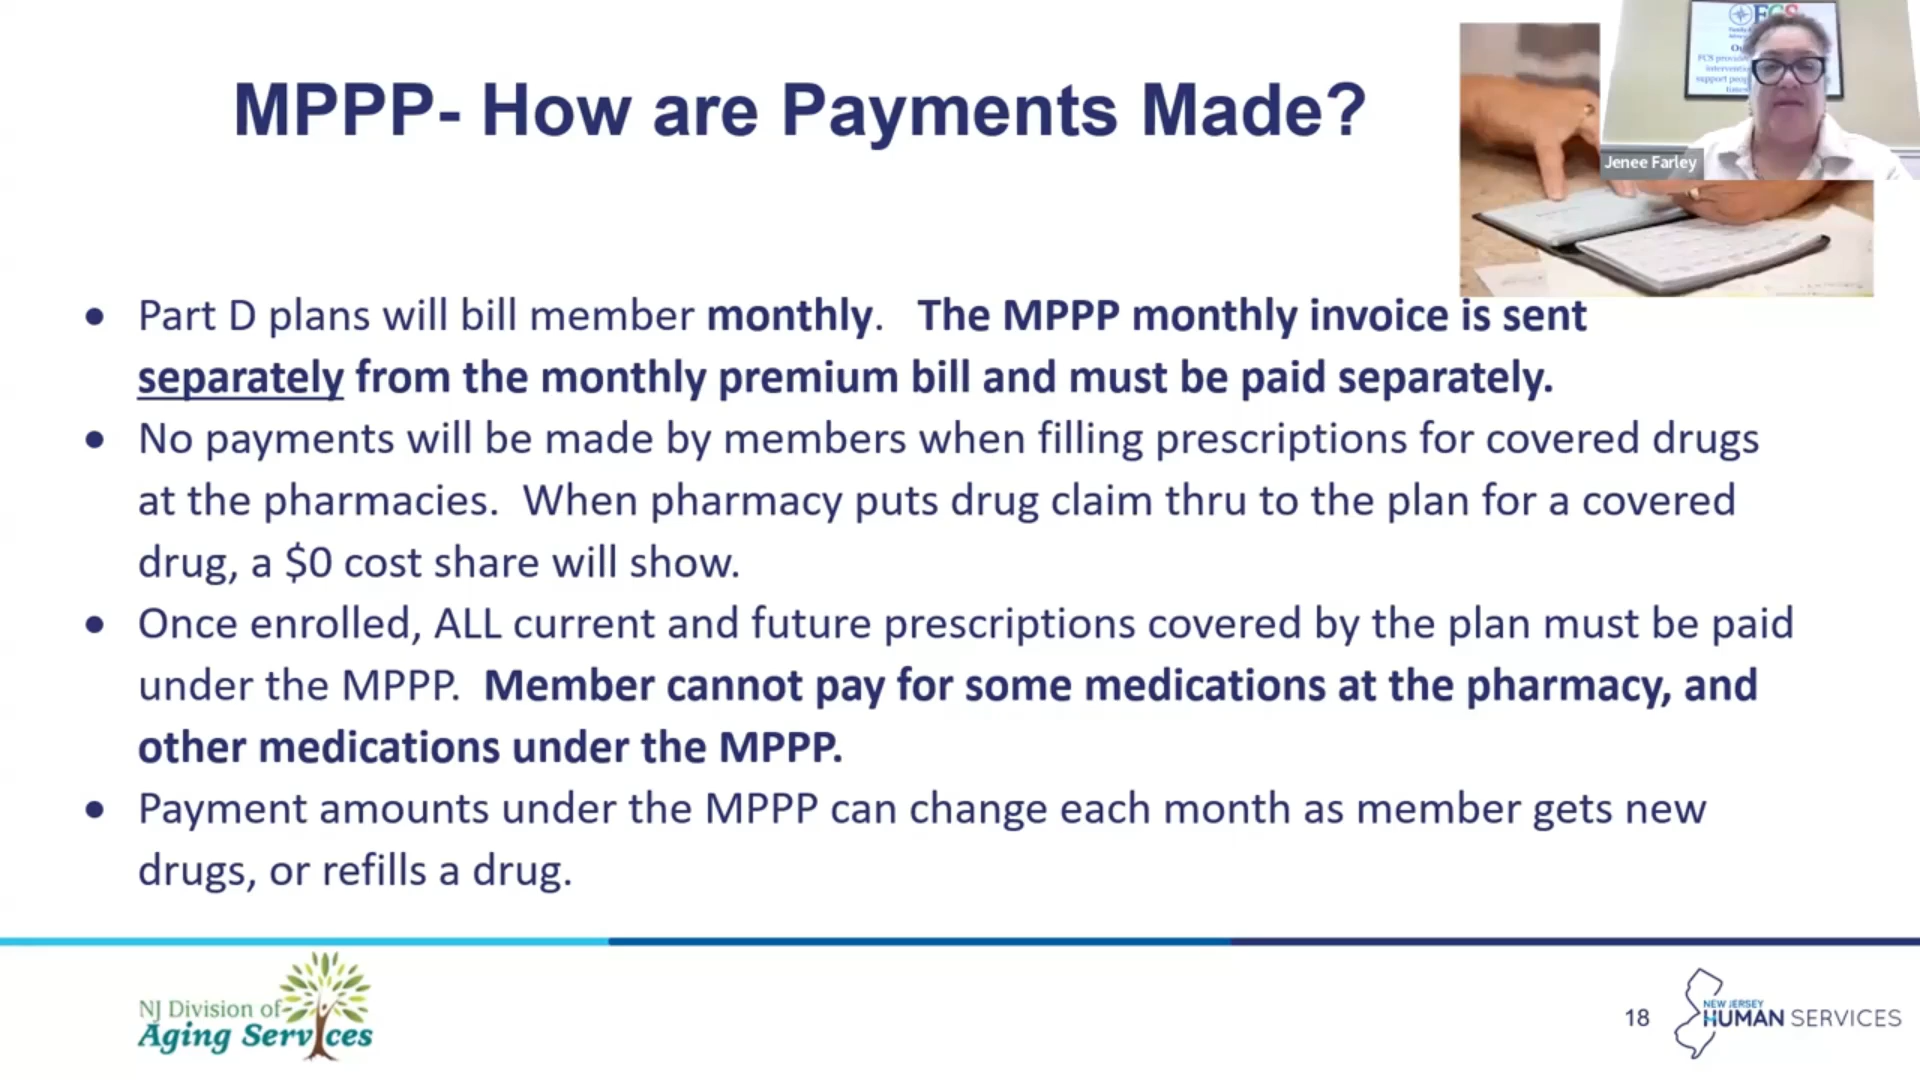 MPPP- How are Payments Made?
FCS
FCS provides
support
Jenee Farley
• Part D plans will bill member monthly. The MPPP monthly invoice is sent
separately from the monthly premium bill and must be paid separately.
• No payments will be made by members when filling prescriptions for covered drugs
at the pharmacies. When pharmacy puts drug claim thru to the plan for a covered
drug, a $0 cost share will show.
• Once enrolled, ALL current and future prescriptions covered by the plan must be paid
under the MPPP. Member cannot pay for some medications at the pharmacy, and
other medications under the MPPP.
• Payment amounts under the MPPP can change each month as member gets new
drugs, or refills a drug.
NJ Division of
Aging Services
18
NEW JERSEY
HUMAN SERVICES